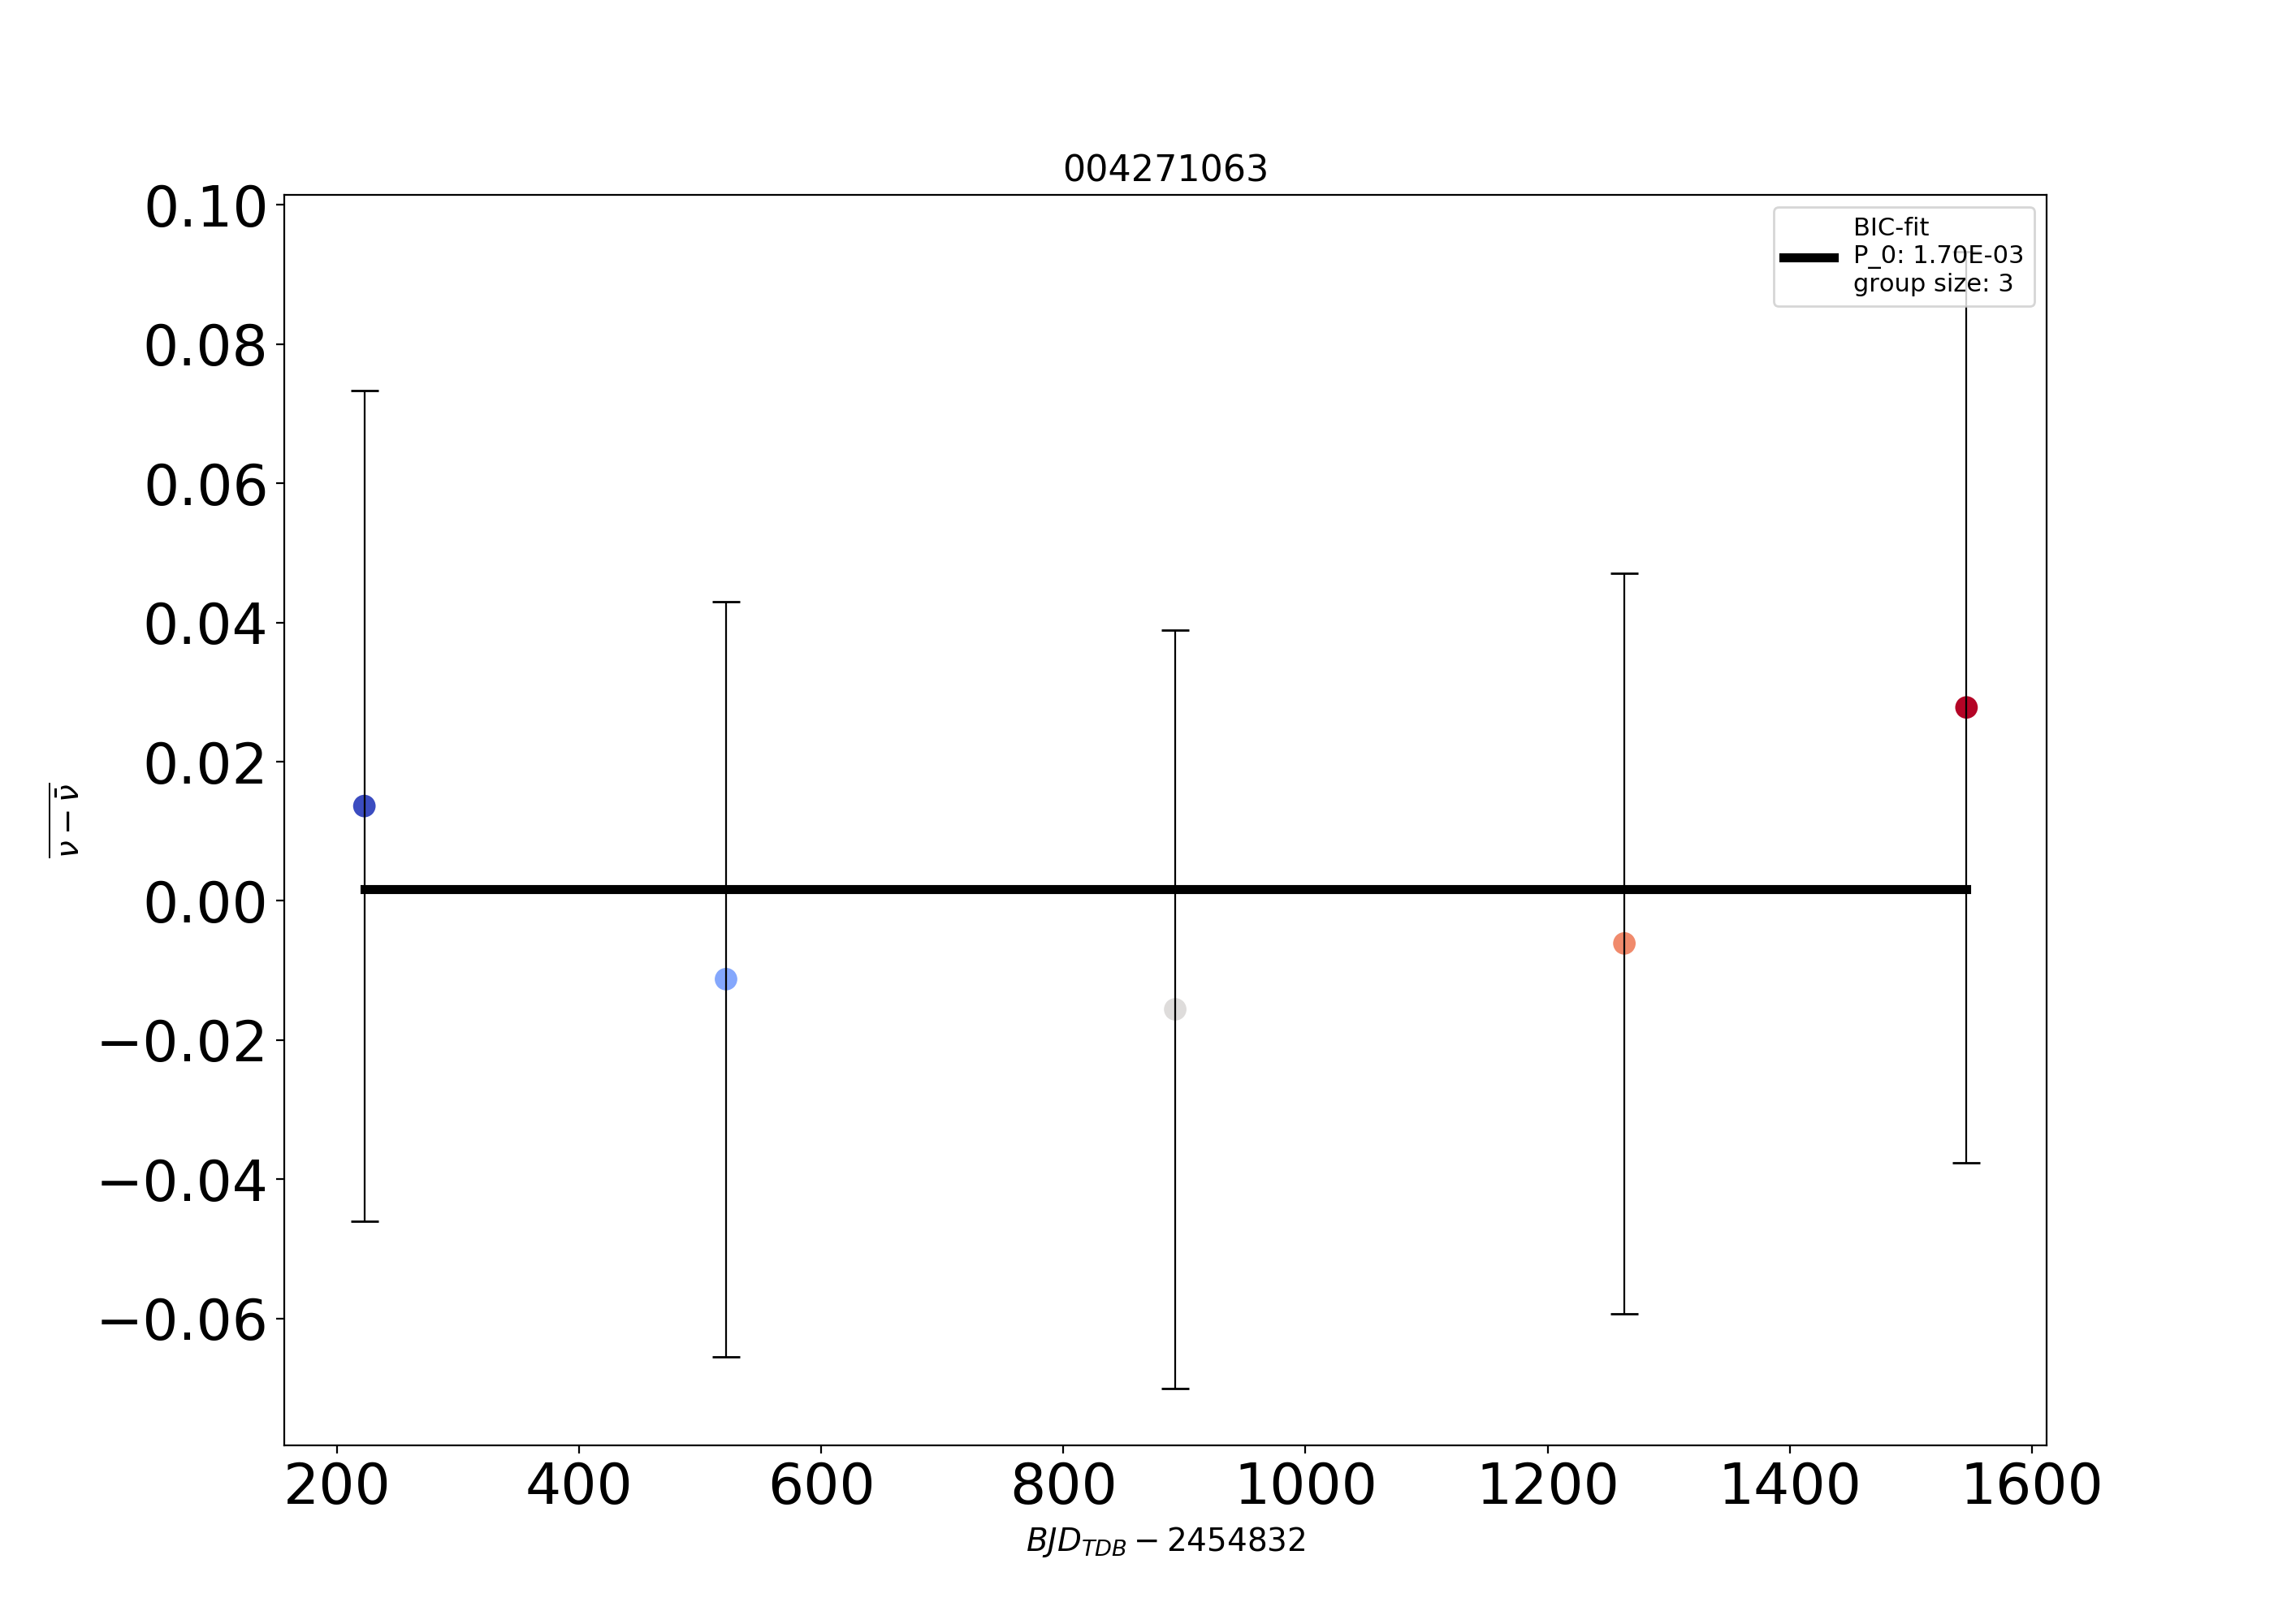 004271063
0.10
0.08
0.06
0.04
0.02
0.00
−0.02
−0.04
−0.06
ν − ν̄
BIC-fit
P_0: 1.70E-03
group size: 3
200 400 600 800 1000 1200 1400 1600
BJD_TDB − 2454832